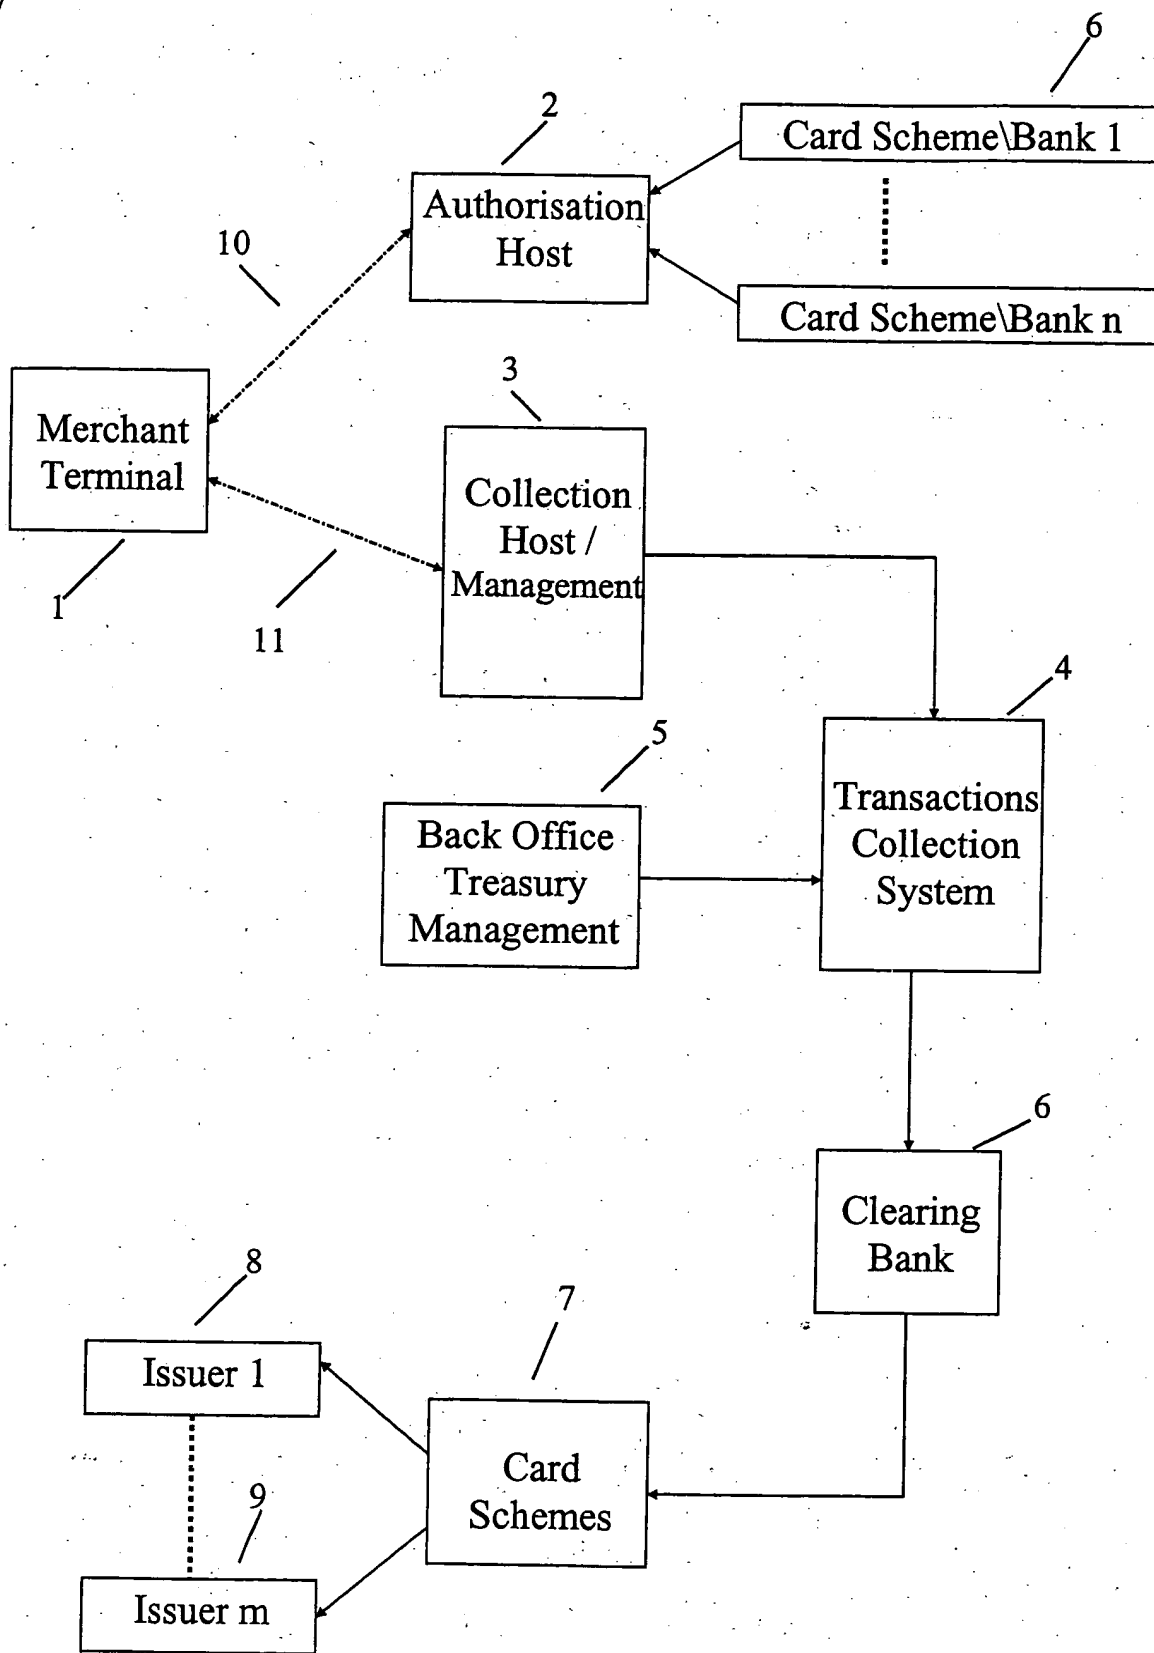 6
2
Card Scheme\Bank 1
Authorisation
Host
10
Card Scheme\Bank n
3
Merchant
Terminal
Collection
Host /
Management
1
11
4
5
Transactions
Collection
System
Back Office
Treasury
Management
6
Clearing
Bank
8
7
Issuer 1
Card
Schemes
9
Issuer m